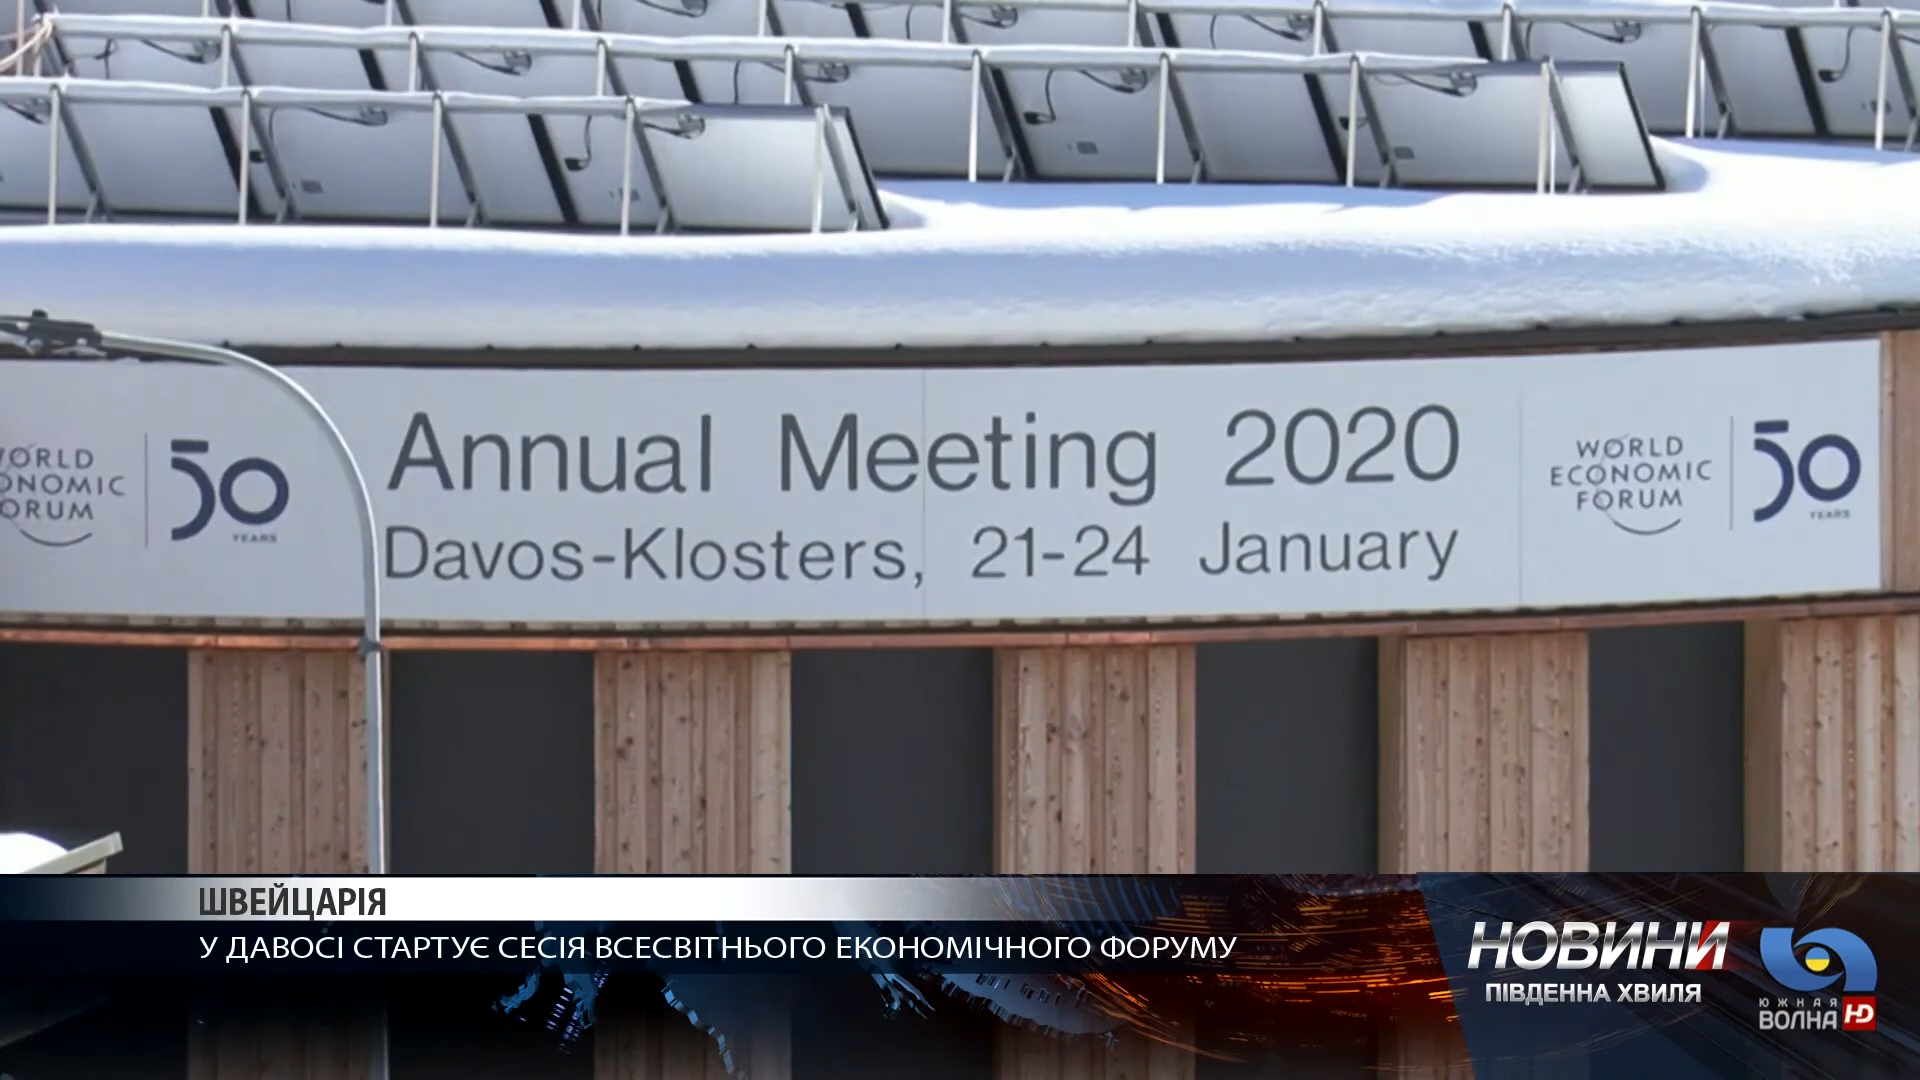 WORLD
ECONOMIC
FORUM
50
YEARS
Annual Meeting 2020
Davos-Klosters, 21-24 January
WORLD
ECONOMIC
FORUM
50
YEARS
ШВЕЙЦАРІЯ
У ДАВОСІ СТАРТУЄ СЕСІЯ ВСЕСВІТНЬОГО ЕКОНОМІЧНОГО ФОРУМУ
НОВИНИ
ПІВДЕННА ХВИЛЯ
ЮЖНАЯ
ВОЛНА HD